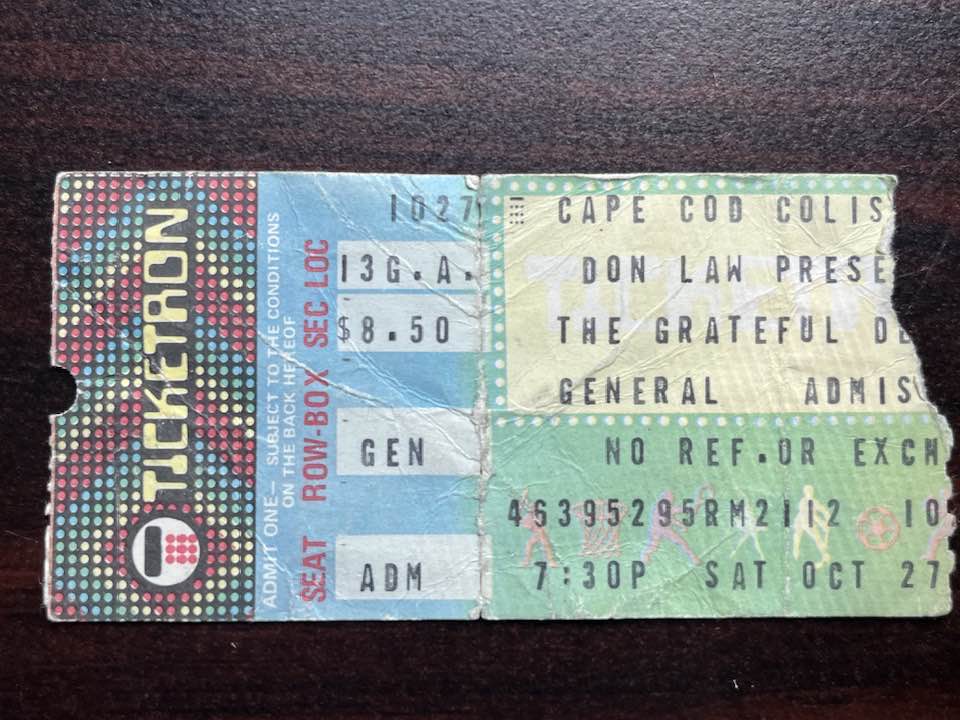 TICKETRON
ADMIT ONE — SUBJECT TO THE CONDITIONS
ON THE BACK HEREOF
SEAT ROW-BOX SEC LOC
1027
13G.A.
$8.50
GEN
ADM
CAPE COD COLIS
DON LAW PRESE
THE GRATEFUL DE
GENERAL ADMIS
NO REF.OR EXCH
46395295RM2112 10
7:30P SAT OCT 27